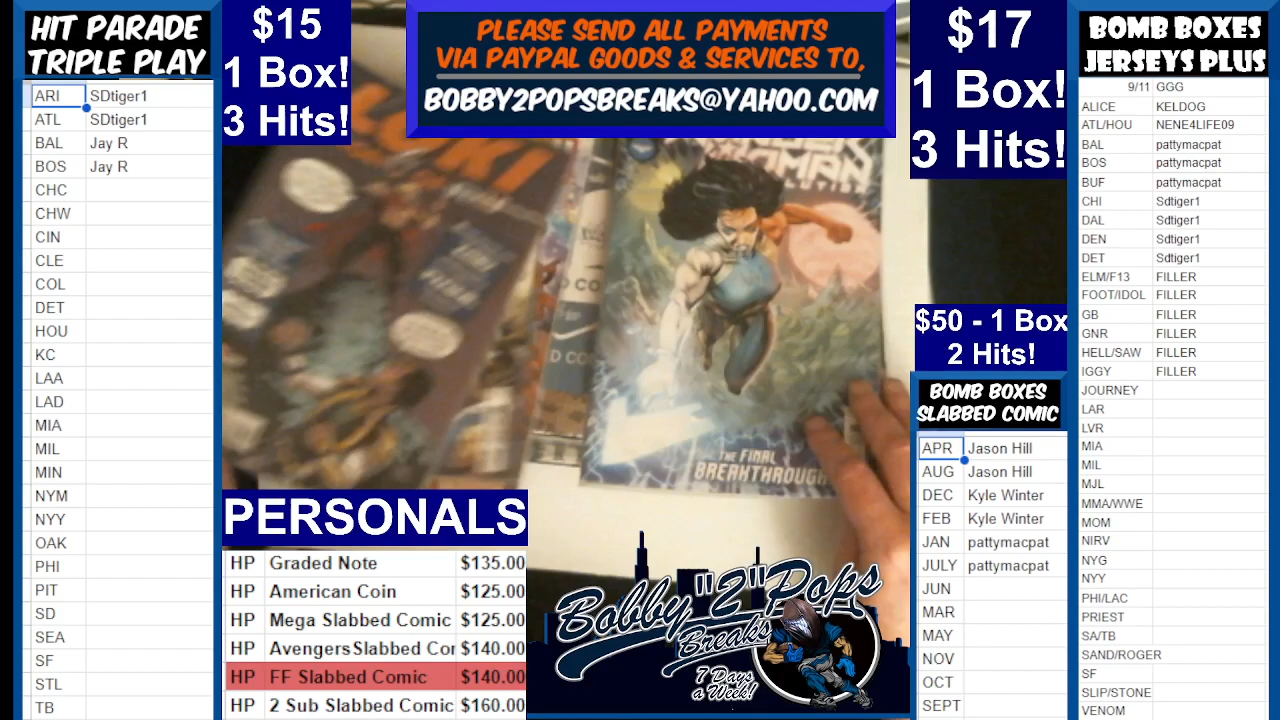 HIT PARADE
TRIPLE PLAY
ARI SDtiger1
ATL SDtiger1
BAL Jay R
BOS Jay R
CHC
CHW
CIN
CLE
COL
DET
HOU
KC
LAA
LAD
MIA
MIL
MIN
NYM
NYY
OAK
PHI
PIT
SD
SEA
SF
STL
TB
$15
1 Box!
3 Hits!
PLEASE SEND ALL PAYMENTS
VIA PAYPAL GOODS & SERVICES TO,
BOBBY2POPSBREAKS@YAHOO.COM
THE FINAL
BREAKTHROUGH
PERSONALS
HP Graded Note $135.00
HP American Coin $125.00
HP Mega Slabbed Comic $125.00
HP AvengersSlabbed Cor $140.00
HP FF Slabbed Comic $140.00
HP 2 Sub Slabbed Comic $160.00
Bobby "2" Pops
Breaks
7 Days
a Week!
$17
1 Box!
3 Hits!
$50 - 1 Box
2 Hits!
BOMB BOXES
SLABBED COMIC
APR Jason Hill
AUG Jason Hill
DEC Kyle Winter
FEB Kyle Winter
JAN pattymacpat
JULY pattymacpat
JUN
MAR
MAY
NOV
OCT
SEPT
BOMB BOXES
JERSEYS PLUS
9/11 GGG
ALICE KELDOG
ATL/HOU NENE4LIFE09
BAL pattymacpat
BOS pattymacpat
BUF pattymacpat
CHI Sdtiger1
DAL Sdtiger1
DEN Sdtiger1
DET Sdtiger1
ELM/F13 FILLER
FOOT/IDOL FILLER
GB FILLER
GNR FILLER
HELL/SAW FILLER
IGGY FILLER
JOURNEY
LAR
LVR
MIA
MIL
MJL
MMA/WWE
MOM
NIRV
NYG
NYY
PHI/LAC
PRIEST
SA/TB
SAND/ROGER
SF
SLIP/STONE
VENOM